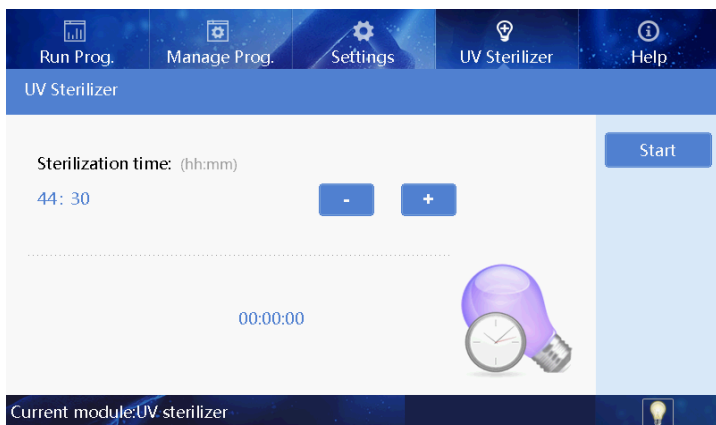 Run Prog. Manage Prog. Settings UV Sterilizer Help
UV Sterilizer
Sterilization time: (hh:mm)
44: 30 - +
Start
00:00:00
Current module:UV sterilizer